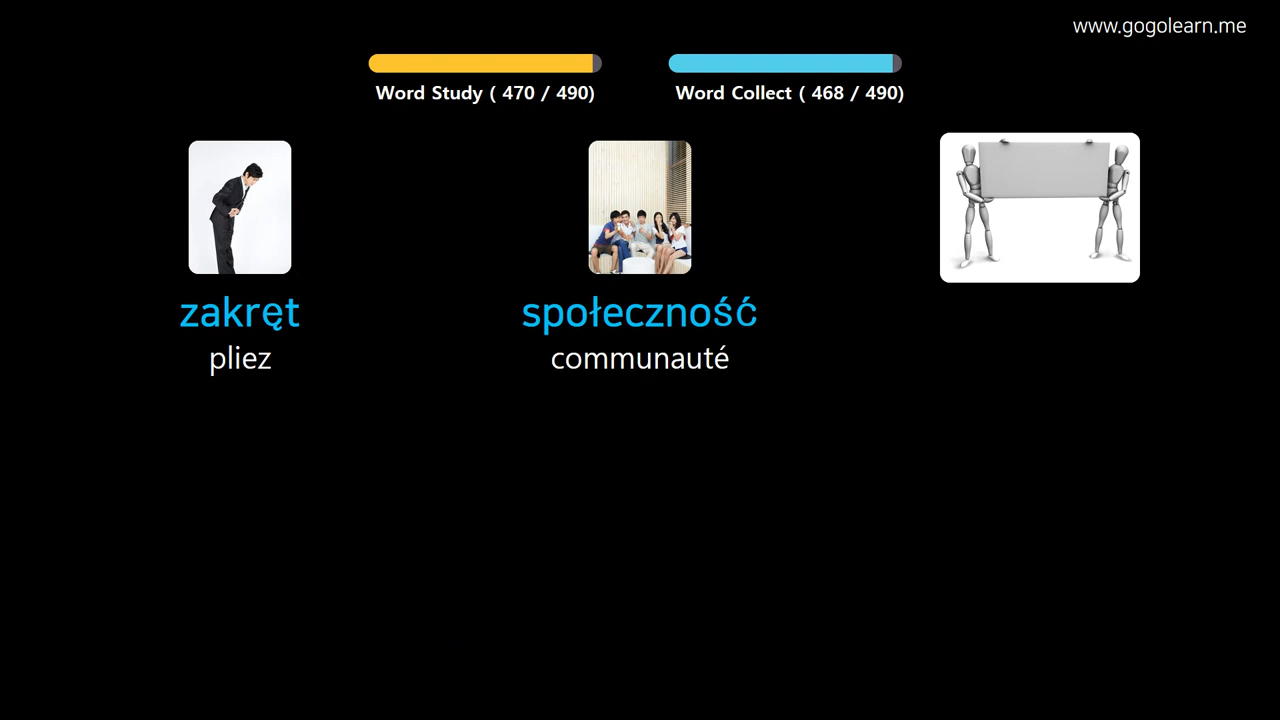 www.gogolearn.me
Word Study ( 470 / 490)
Word Collect ( 468 / 490)
zakręt
społeczność
pliez
communauté